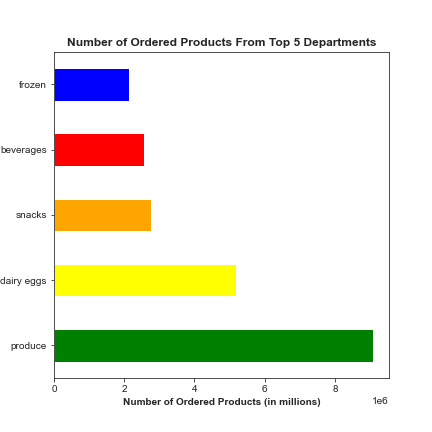 Number of Ordered Products From Top 5 Departments
frozen
beverages
snacks
dairy eggs
produce
0 2 4 6 8
1e6
Number of Ordered Products (in millions)